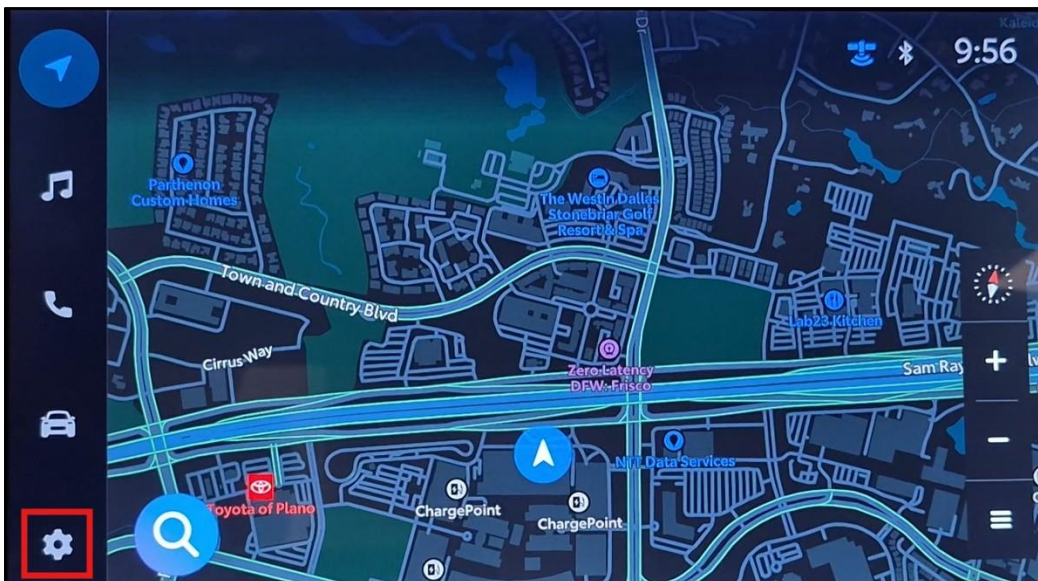 9:56
Parthenon
Custom Homes
The Westin Dallas
Stonebriar Golf
Resort & Spa
Town and Country Blvd
Lab23 Kitchen
Cirrus Way
Zero Latency
DFW: Frisco
Sam Ray
NTT Data Services
Toyota of Plano
ChargePoint
ChargePoint